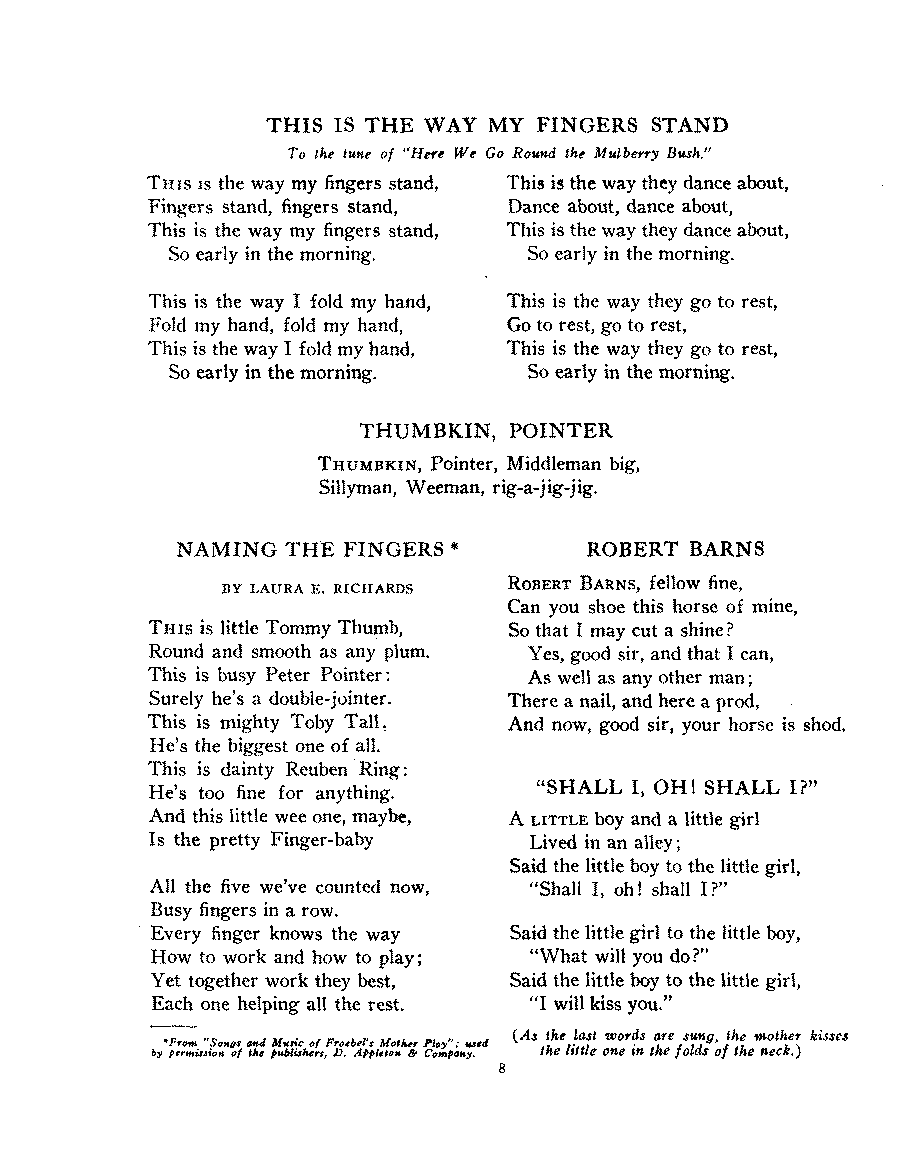 THIS IS THE WAY MY FINGERS STAND
To the tune of "Here We Go Round the Mulberry Bush."
THIS IS the way my fingers stand,
Fingers stand, fingers stand,
This is the way my fingers stand,
So early in the morning.
This is the way I fold my hand,
Fold my hand, fold my hand,
This is the way I fold my hand,
So early in the morning.
This is the way they dance about,
Dance about, dance about,
This is the way they dance about,
So early in the morning.
This is the way they go to rest,
Go to rest, go to rest,
This is the way they go to rest,
So early in the morning.
THUMBKIN, POINTER
THUMBKIN, Pointer, Middleman big,
Sillyman, Weeman, rig-a-jig-jig.
NAMING THE FINGERS *
BY LAURA E. RICHARDS
THIS is little Tommy Thumb,
Round and smooth as any plum.
This is busy Peter Pointer:
Surely he's a double-jointer.
This is mighty Toby Tall,
He's the biggest one of all.
This is dainty Reuben Ring:
He's too fine for anything.
And this little wee one, maybe,
Is the pretty Finger-baby
All the five we've counted now,
Busy fingers in a row.
Every finger knows the way
How to work and how to play;
Yet together work they best,
Each one helping all the rest.
*From "Songs and Music of Froebel's Mother Play"; used
by permission of the publishers, D. Appleton & Company.
ROBERT BARNS
ROBERT BARNS, fellow fine,
Can you shoe this horse of mine,
So that I may cut a shine?
Yes, good sir, and that I can,
As well as any other man;
There a nail, and here a prod,
And now, good sir, your horse is shod.
"SHALL I, OH! SHALL I?"
A LITTLE boy and a little girl
Lived in an alley;
Said the little boy to the little girl,
"Shall I, oh! shall I?"
Said the little girl to the little boy,
"What will you do?"
Said the little boy to the little girl,
"I will kiss you."
(As the last words are sung, the mother kisses
the little one in the folds of the neck.)
8